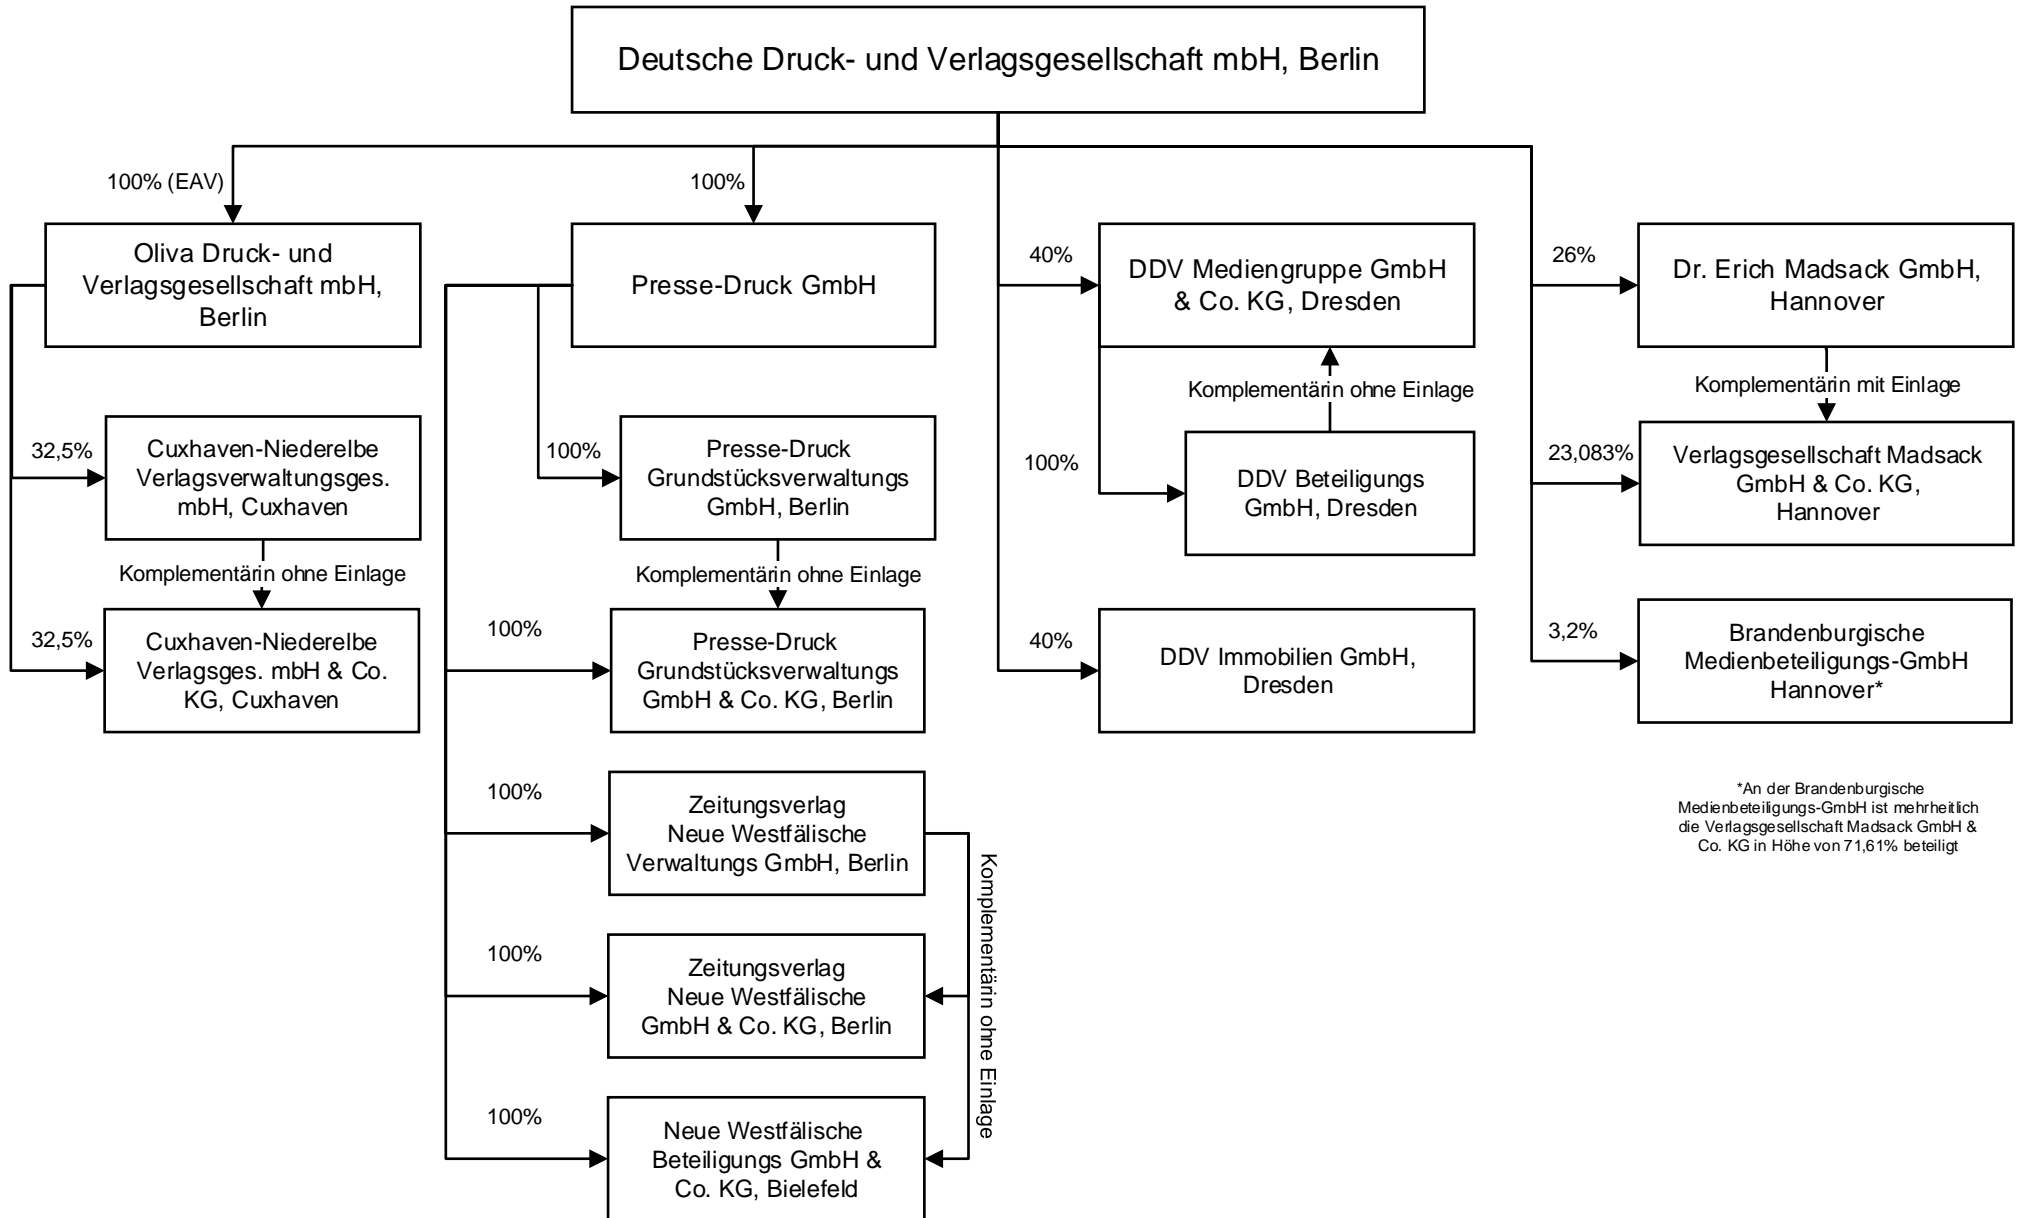 Deutsche Druck- und Verlagsgesellschaft mbH, Berlin
100% (EAV)
100%
Oliva Druck- und
Verlagsgesellschaft mbH,
Berlin
Presse-Druck GmbH
40%
DDV Mediengruppe GmbH
& Co. KG, Dresden
26%
Dr. Erich Madsack GmbH,
Hannover
Komplementärin ohne Einlage
Komplementärin mit Einlage
32,5%
Cuxhaven-Niederelbe
Verlagsverwaltungsges.
mbH, Cuxhaven
100%
Presse-Druck
Grundstücksverwaltungs
GmbH, Berlin
100%
DDV Beteiligungs
GmbH, Dresden
23,083%
Verlagsgesellschaft Madsack
GmbH & Co. KG,
Hannover
Komplementärin ohne Einlage
Komplementärin ohne Einlage
32,5%
Cuxhaven-Niederelbe
Verlagsges. mbH & Co.
KG, Cuxhaven
100%
Presse-Druck
Grundstücksverwaltungs
GmbH & Co. KG, Berlin
40%
DDV Immobilien GmbH,
Dresden
3,2%
Brandenburgische
Medienbeteiligungs-GmbH
Hannover*
100%
Zeitungsverlag
Neue Westfälische
Verwaltungs GmbH, Berlin
*An der Brandenburgische
Medienbeteiligungs-GmbH ist mehrheitlich
die Verlagsgesellschaft Madsack GmbH &
Co. KG in Höhe von 71,61% beteiligt
Komplementärin ohne Einlage
100%
Zeitungsverlag
Neue Westfälische
GmbH & Co. KG, Berlin
100%
Neue Westfälische
Beteiligungs GmbH &
Co. KG, Bielefeld